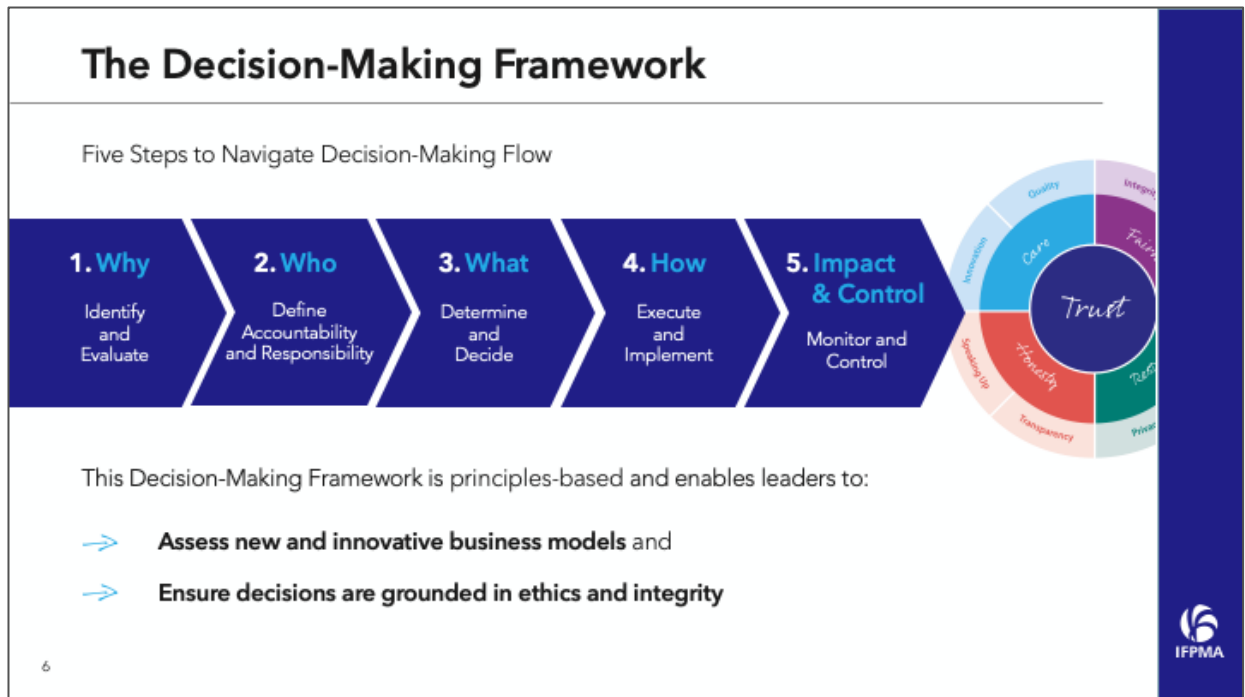 The Decision-Making Framework
Five Steps to Navigate Decision-Making Flow
1. Why
Identify
and
Evaluate
2. Who
Define
Accountability
and Responsibility
3. What
Determine
and
Decide
4. How
Execute
and
Implement
5. Impact
& Control
Monitor and
Control
Quality
Innovation
Care
Trust
Honesty
Speaking Up
Transparency
This Decision-Making Framework is principles-based and enables leaders to:
Assess new and innovative business models and
Ensure decisions are grounded in ethics and integrity
6
IFPMA